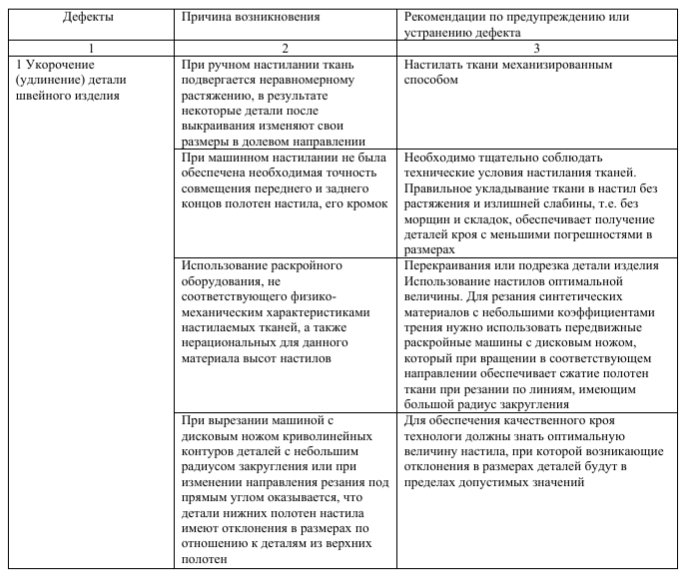 Дефекты
Причина возникновения
Рекомендации по предупреждению или
устранению дефекта
1
2
3
1 Укорочение
(удлинение) детали
швейного изделия
При ручном настилании ткань
подвергается неравномерному
растяжению, в результате
некоторые детали после
выкраивания изменяют свои
размеры в долевом направлении
Настилать ткани механизированным
способом
При машинном настилании не была
обеспечена необходимая точность
совмещения переднего и заднего
концов полотен настила, его кромок
Необходимо тщательно соблюдать
технические условия настилания тканей.
Правильное укладывание ткани в настил без
растяжения и излишней слабины, т.е. без
морщин и складок, обеспечивает получение
деталей кроя с меньшими погрешностями в
размерах
Использование раскройного
оборудования, не
соответствующего физико-
механическим характеристиками
настилаемых тканей, а также
нерациональных для данного
материала высот настилов
Перекраивания или подрезка детали изделия
Использование настилов оптимальной
величины. Для резания синтетических
материалов с небольшими коэффициентами
трения нужно использовать передвижные
раскройные машины с дисковым ножом,
который при вращении в соответствующем
направлении обеспечивает сжатие полотен
ткани при резании по линиям, имеющим
большой радиус закругления
При вырезании машиной с
дисковым ножом криволинейных
контуров деталей с небольшим
радиусом закругления или при
изменении направления резания под
прямым углом оказывается, что
детали нижних полотен настила
имеют отклонения в размерах по
отношению к деталям из верхних
полотен
Для обеспечения качественного кроя
технологи должны знать оптимальную
величину настила, при которой возникающие
отклонения в размерах деталей будут в
пределах допустимых значений